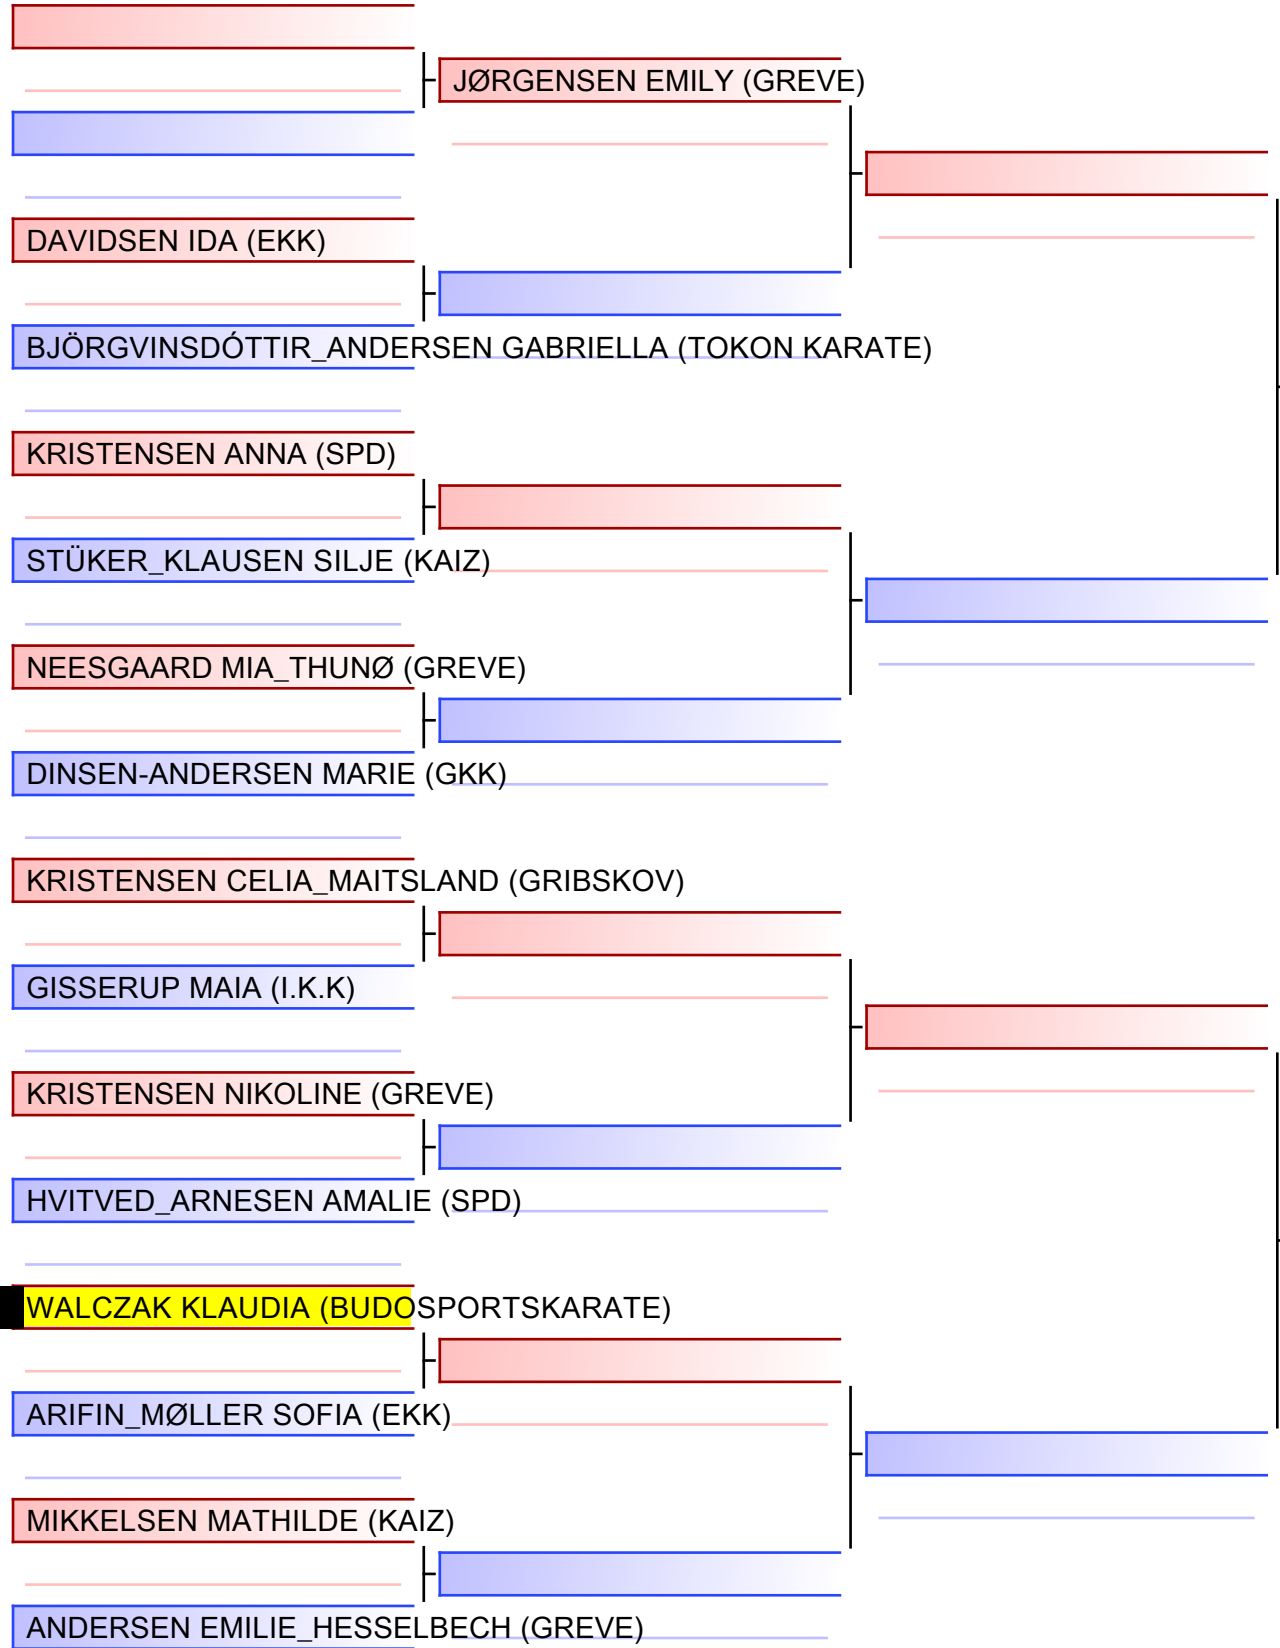 JØRGENSEN EMILY (GREVE)
DAVIDSEN IDA (EKK)
BJÖRGVINSDÓTTIR_ANDERSEN GABRIELLA (TOKON KARATE)
KRISTENSEN ANNA (SPD)
STÜKER_KLAUSEN SILJE (KAIZ)
NEESGAARD MIA_THUNØ (GREVE)
DINSEN-ANDERSEN MARIE (GKK)
KRISTENSEN CELIA_MAITSLAND (GRIBSKOV)
GISSERUP MAIA (I.K.K)
KRISTENSEN NIKOLINE (GREVE)
HVITVED_ARNESEN AMALIE (SPD)
WALCZAK KLAUDIA (BUDOSPORTSKARATE)
ARIFIN_MØLLER SOFIA (EKK)
MIKKELSEN MATHILDE (KAIZ)
ANDERSEN EMILIE_HESSELBECH (GREVE)